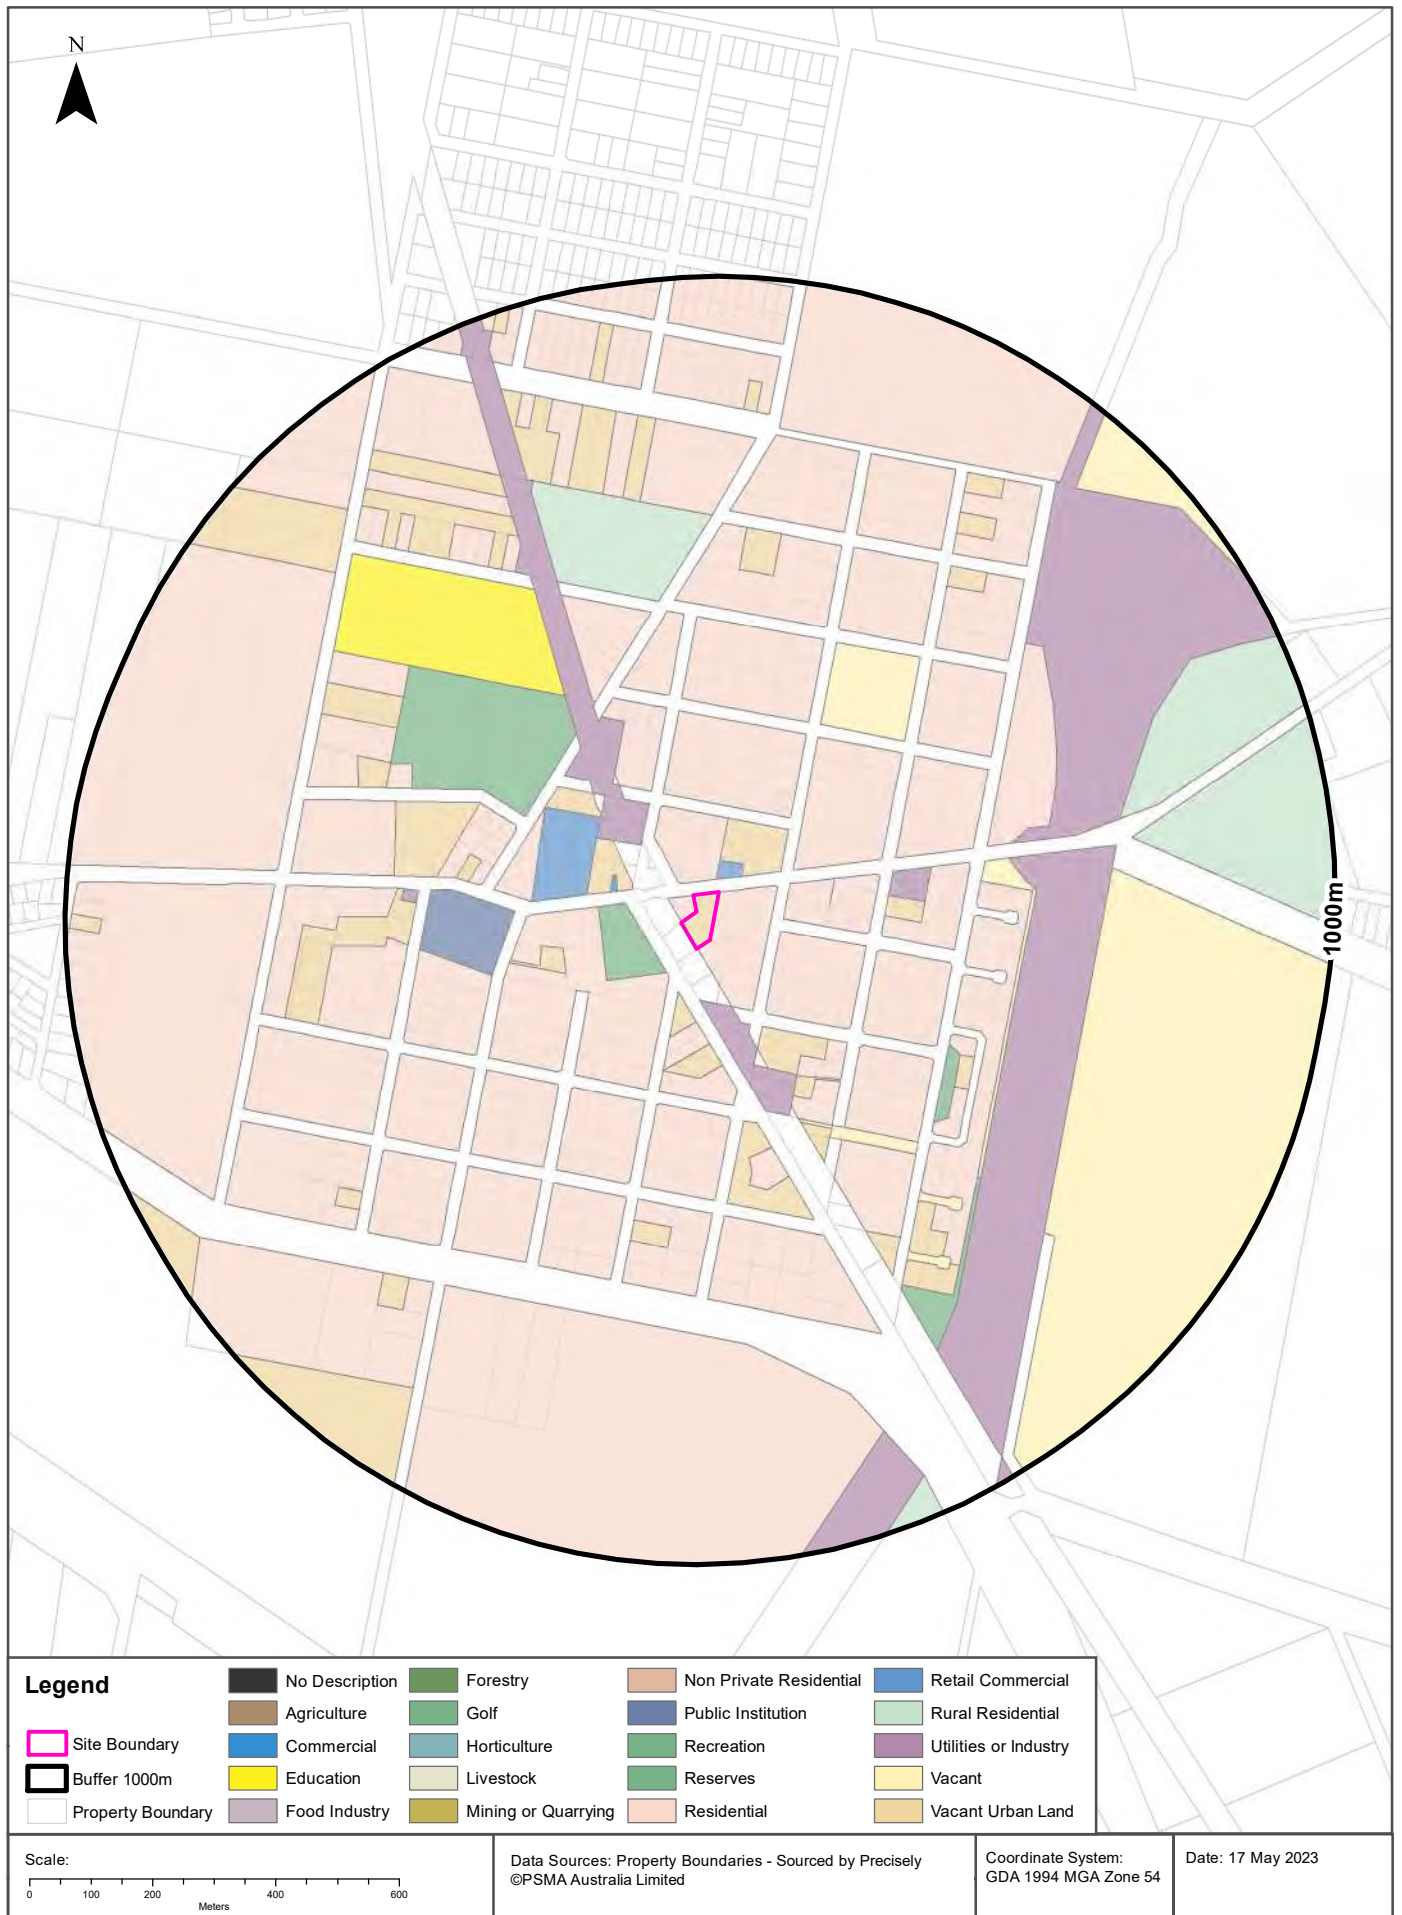 N
1000m
Legend
Site Boundary
Buffer 1000m
Property Boundary
No Description
Agriculture
Commercial
Education
Food Industry
Forestry
Golf
Horticulture
Livestock
Mining or Quarrying
Non Private Residential
Public Institution
Recreation
Reserves
Residential
Retail Commercial
Rural Residential
Utilities or Industry
Vacant
Vacant Urban Land
Scale:
0 100 200 400 600
Meters
Data Sources: Property Boundaries - Sourced by Precisely
©PSMA Australia Limited
Coordinate System:
GDA 1994 MGA Zone 54
Date: 17 May 2023